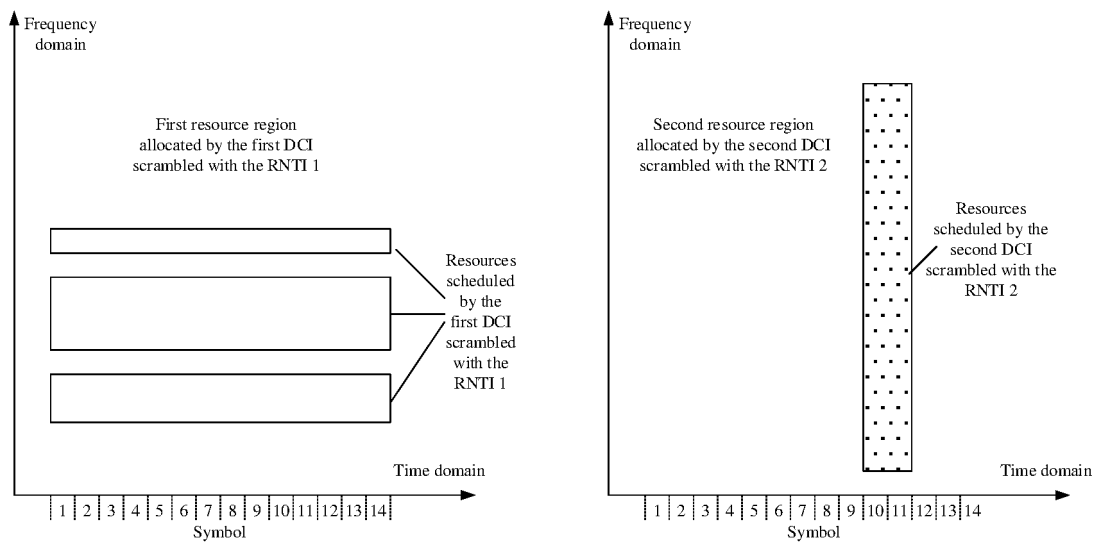 Frequency
domain
First resource region
allocated by the first DCI
scrambled with the RNTI 1
Resources
scheduled
by the
first DCI
scrambled
with the
RNTI 1
Time domain
1 2 3 4 5 6 7 8 9 10 11 12 13 14
Symbol
Frequency
domain
Second resource region
allocated by the second DCI
scrambled with the RNTI 2
Resources
scheduled by the
second DCI
scrambled with the
RNTI 2
Time domain
1 2 3 4 5 6 7 8 9 10 11 12 13 14
Symbol